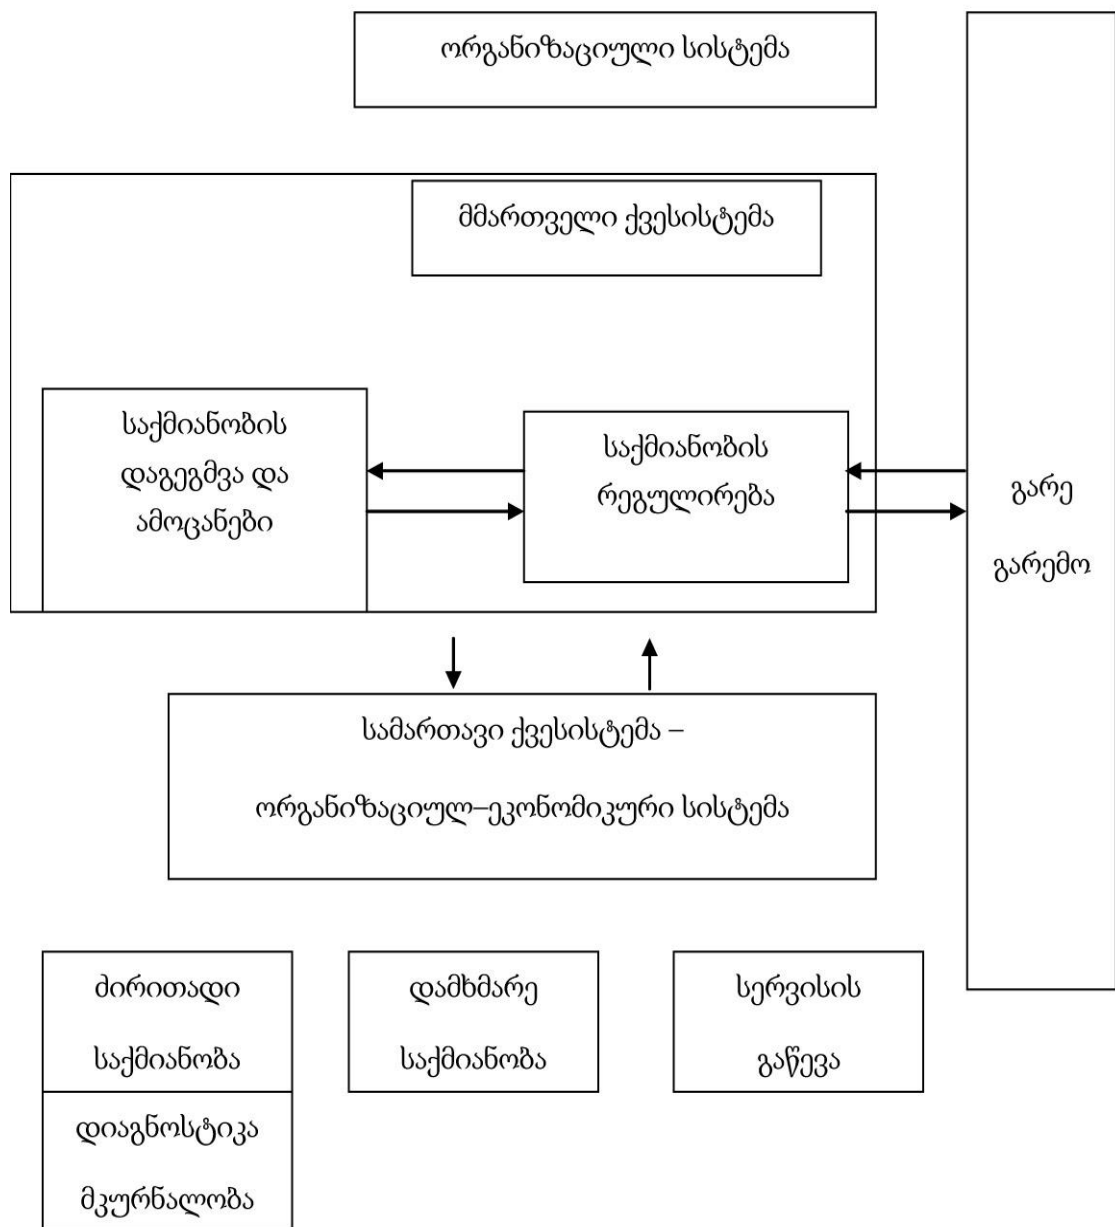 ორგანიზაციული სისტემა
მმართველი ქვესისტემა
საქმიანობის
დაგეგმვა და
ამოცანები
საქმიანობის
რეგულირება
გარე
გარემო
სამართავი ქვესისტემა –
ორგანიზაციულ–ეკონომიკური სისტემა
ძირითადი
საქმიანობა
დამხმარე
საქმიანობა
სერვისის
გაწევა
დიაგნოსტიკა
მკურნალობა